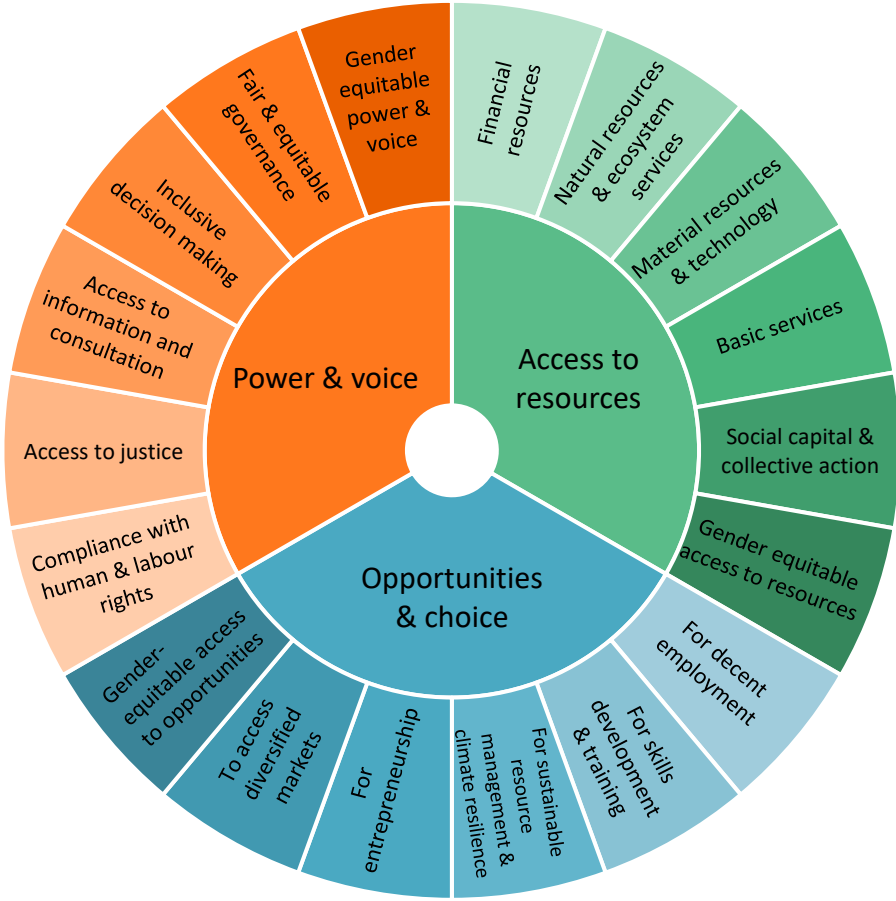 Power & voice
Access to
resources
Opportunities
& choice
Financial
resources
Natural resources
& ecosystem
services
Material resources
& technology
Basic services
Social capital &
collective action
Gender equitable
access to resources
For decent
employment
For skills
development
& training
For sustainable
resource
management &
climate resilience
For
entrepreneurship
To access
diversified
markets
Gender-
equitable access
to opportunities
Compliance with
human & labour
rights
Access to justice
Access to
information and
consultation
Inclusive
decision making
Fair & equitable
governance
Gender
equitable
power &
voice